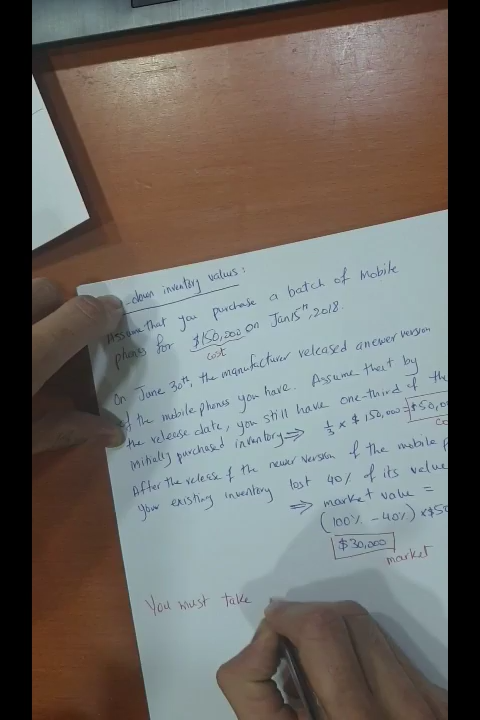 -down inventory values:
Assume that you purchase a batch of mobile
phones for $150,000 on Jan 15th, 2018.
cost
On June 30th, the manufacturer released a newer version
of the mobile phones you have. Assume that by
the release date, you still have one-third of the
initially purchased inventory ⇒ 1/3 × $150,000 =
After the release of the newer version of the mobile
your existing inventory lost 40% of its value
⇒ market value =
(100% - 40%) ×
$30,000
market
You must take